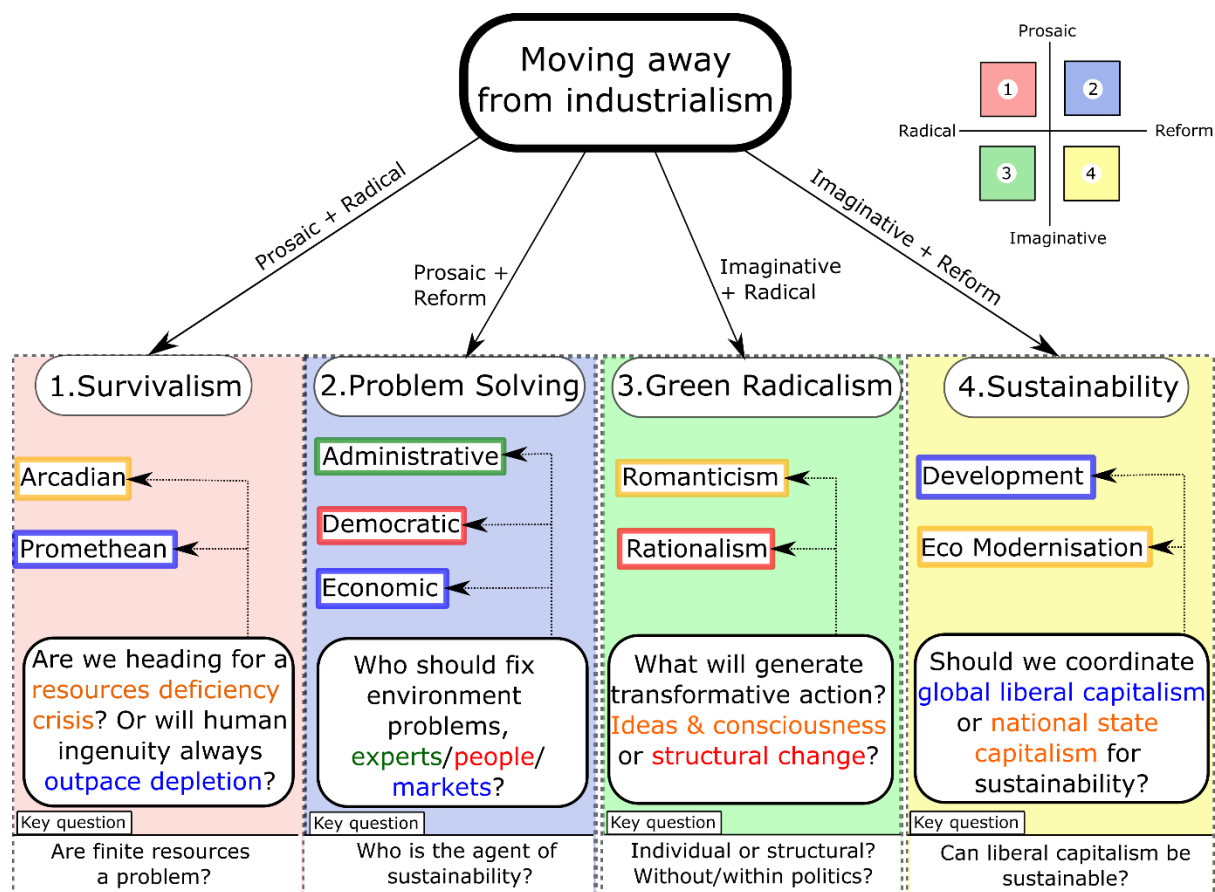 Moving away
from industrialism
Prosaic
1
2
Radical
Reform
3
4
Imaginative
Prosaic + Radical
Prosaic +
Reform
Imaginative
+ Radical
Imaginative + Reform
1.Survivalism
Arcadian
Promethean
Are we heading for a
resources deficiency
crisis? Or will human
ingenuity always
outpace depletion?
Key question
Are finite resources
a problem?
2.Problem Solving
Administrative
Democratic
Economic
Who should fix
environment
problems,
experts/people/
markets?
Key question
Who is the agent of
sustainability?
3.Green Radicalism
Romanticism
Rationalism
What will generate
transformative action?
Ideas & consciousness
or structural change?
Key question
Individual or structural?
Without/within politics?
4.Sustainability
Development
Eco Modernisation
Should we coordinate
global liberal capitalism
or national state
capitalism for
sustainability?
Key question
Can liberal capitalism be
sustainable?